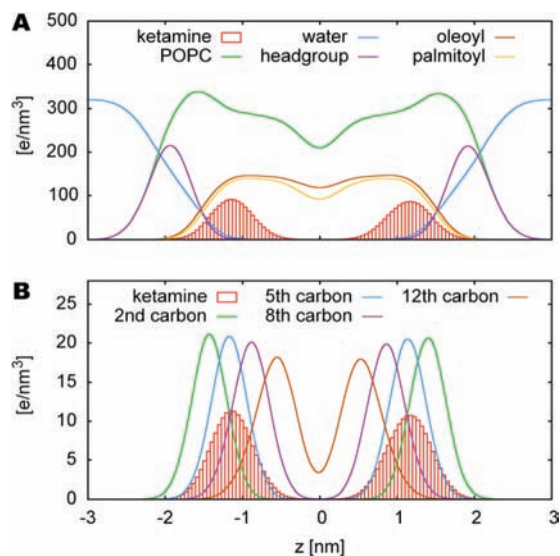 A
ketamine water oleoyl
POPC headgroup palmitoyl
[e/nm³]
500
400
300
200
100
0
B
ketamine 5th carbon 12th carbon
2nd carbon 8th carbon
[e/nm³]
25
20
15
10
5
0
-3 -2 -1 0 1 2 3
z [nm]